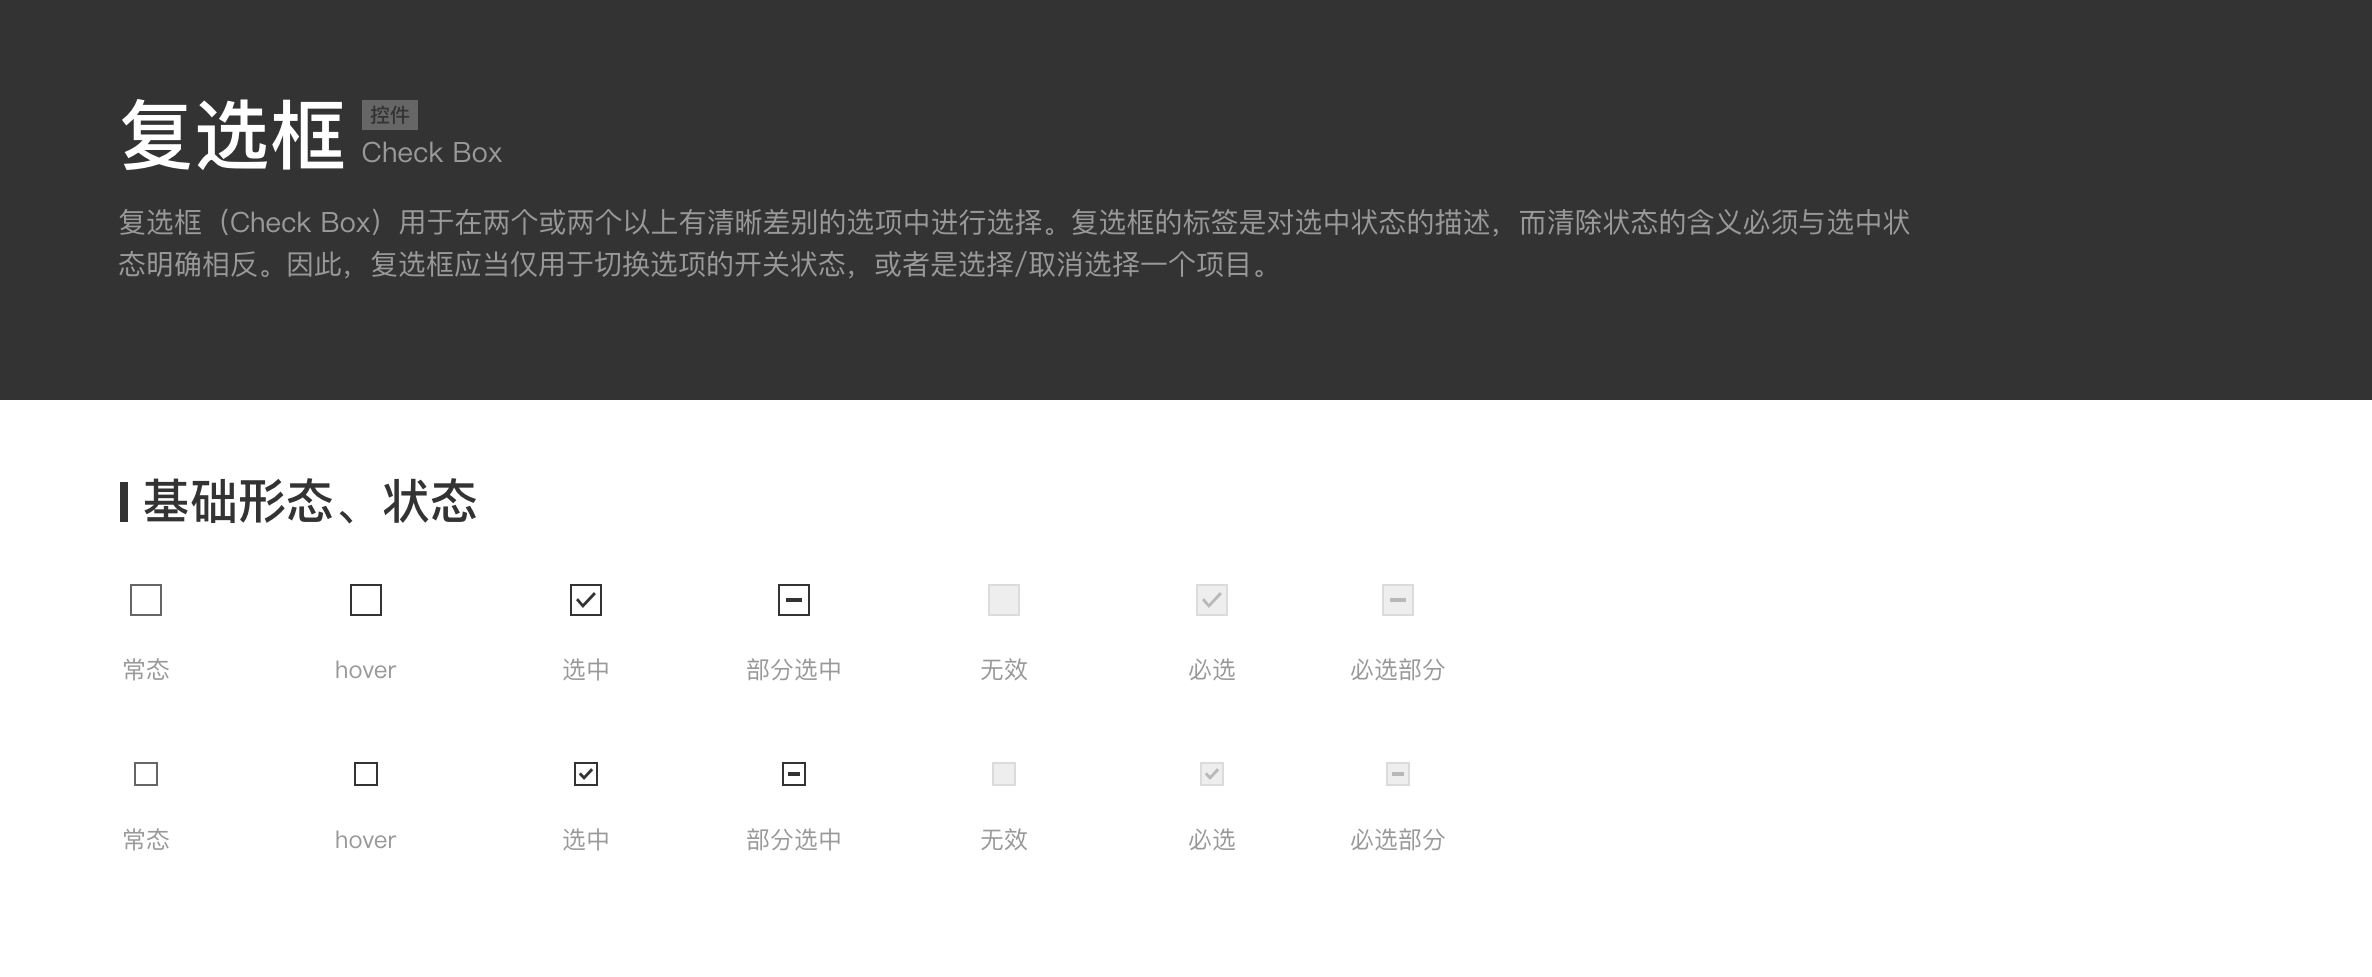 复选框
控件
Check Box
复选框（Check Box）用于在两个或两个以上有清晰差别的选项中进行选择。复选框的标签是对选中状态的描述，而清除状态的含义必须与选中状
态明确相反。因此，复选框应当仅用于切换选项的开关状态，或者是选择/取消选择一个项目。
基础形态、状态
常态 hover 选中 部分选中 无效 必选 必选部分
常态 hover 选中 部分选中 无效 必选 必选部分